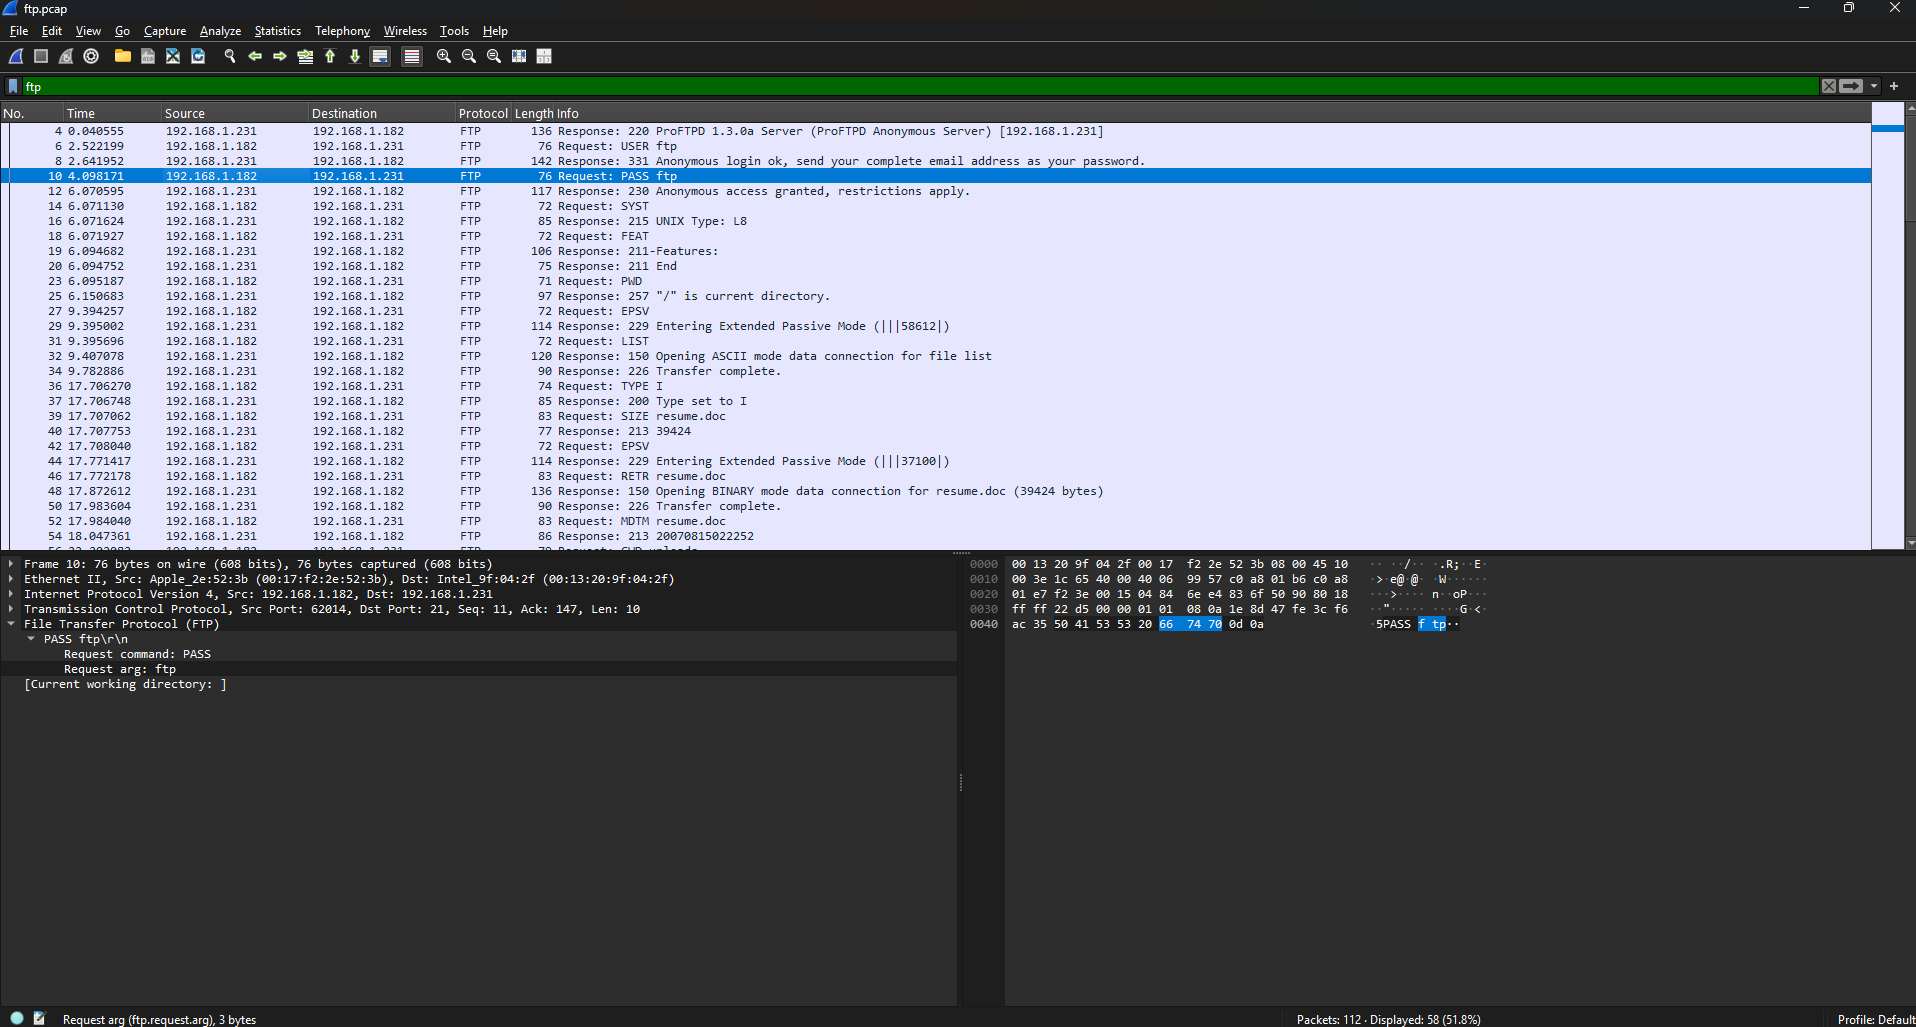 ftp.pcap
File Edit View Go Capture Analyze Statistics Telephony Wireless Tools Help
ftp
No. Time Source Destination Protocol Length Info
4 0.040555 192.168.1.231 192.168.1.182 FTP 136 Response: 220 ProFTPD 1.3.0a Server (ProFTPD Anonymous Server) [192.168.1.231]
6 2.522199 192.168.1.182 192.168.1.231 FTP 76 Request: USER ftp
8 2.641952 192.168.1.231 192.168.1.182 FTP 142 Response: 331 Anonymous login ok, send your complete email address as your password.
10 4.098171 192.168.1.182 192.168.1.231 FTP 76 Request: PASS ftp
12 6.070595 192.168.1.231 192.168.1.182 FTP 117 Response: 230 Anonymous access granted, restrictions apply.
14 6.071130 192.168.1.182 192.168.1.231 FTP 72 Request: SYST
16 6.071624 192.168.1.231 192.168.1.182 FTP 85 Response: 215 UNIX Type: L8
18 6.071927 192.168.1.182 192.168.1.231 FTP 72 Request: FEAT
19 6.094682 192.168.1.231 192.168.1.182 FTP 106 Response: 211-Features:
20 6.094752 192.168.1.231 192.168.1.182 FTP 75 Response: 211 End
23 6.095187 192.168.1.182 192.168.1.231 FTP 71 Request: PWD
25 6.150683 192.168.1.231 192.168.1.182 FTP 97 Response: 257 "/" is current directory.
27 9.394257 192.168.1.182 192.168.1.231 FTP 72 Request: EPSV
29 9.395002 192.168.1.231 192.168.1.182 FTP 114 Response: 229 Entering Extended Passive Mode (|||58612|)
31 9.395696 192.168.1.182 192.168.1.231 FTP 72 Request: LIST
32 9.407078 192.168.1.231 192.168.1.182 FTP 120 Response: 150 Opening ASCII mode data connection for file list
34 9.782886 192.168.1.231 192.168.1.182 FTP 90 Response: 226 Transfer complete.
36 17.706270 192.168.1.182 192.168.1.231 FTP 74 Request: TYPE I
37 17.706748 192.168.1.231 192.168.1.182 FTP 85 Response: 200 Type set to I
39 17.707062 192.168.1.182 192.168.1.231 FTP 83 Request: SIZE resume.doc
40 17.707753 192.168.1.231 192.168.1.182 FTP 77 Response: 213 39424
42 17.708040 192.168.1.182 192.168.1.231 FTP 72 Request: EPSV
44 17.771417 192.168.1.231 192.168.1.182 FTP 114 Response: 229 Entering Extended Passive Mode (|||37100|)
46 17.772178 192.168.1.182 192.168.1.231 FTP 83 Request: RETR resume.doc
48 17.872612 192.168.1.231 192.168.1.182 FTP 136 Response: 150 Opening BINARY mode data connection for resume.doc (39424 bytes)
50 17.983604 192.168.1.231 192.168.1.182 FTP 90 Response: 226 Transfer complete.
52 17.984040 192.168.1.182 192.168.1.231 FTP 83 Request: MDTM resume.doc
54 18.047361 192.168.1.231 192.168.1.182 FTP 86 Response: 213 20070815022252
Frame 10: 76 bytes on wire (608 bits), 76 bytes captured (608 bits)
Ethernet II, Src: Apple_2e:52:3b (00:17:f2:2e:52:3b), Dst: Intel_9f:04:2f (00:13:20:9f:04:2f)
Internet Protocol Version 4, Src: 192.168.1.182, Dst: 192.168.1.231
Transmission Control Protocol, Src Port: 62014, Dst Port: 21, Seq: 11, Ack: 147, Len: 10
File Transfer Protocol (FTP)
PASS ftp\r\n
Request command: PASS
Request arg: ftp
[Current working directory: ]
0000 00 13 20 9f 04 2f 00 17 f2 2e 52 3b 08 00 45 10 ·· ··/·· ·.R;··E·
0010 00 3e 1c 65 40 00 40 06 99 57 c0 a8 01 b6 c0 a8 ·>·e@·@· ·W······
0020 01 e7 f2 3e 00 15 04 84 6e e4 83 6f 50 90 80 18 ···>···· n··oP···
0030 ff ff 22 d5 00 00 01 01 08 0a 1e 8d 47 fe 3c f6 ··"····· ····G·<·
0040 ac 35 50 41 53 53 20 66 74 70 0d 0a ·5PASS f tp··
Request arg (ftp.request.arg), 3 bytes
Packets: 112 · Displayed: 58 (51.8%)
Profile: Default